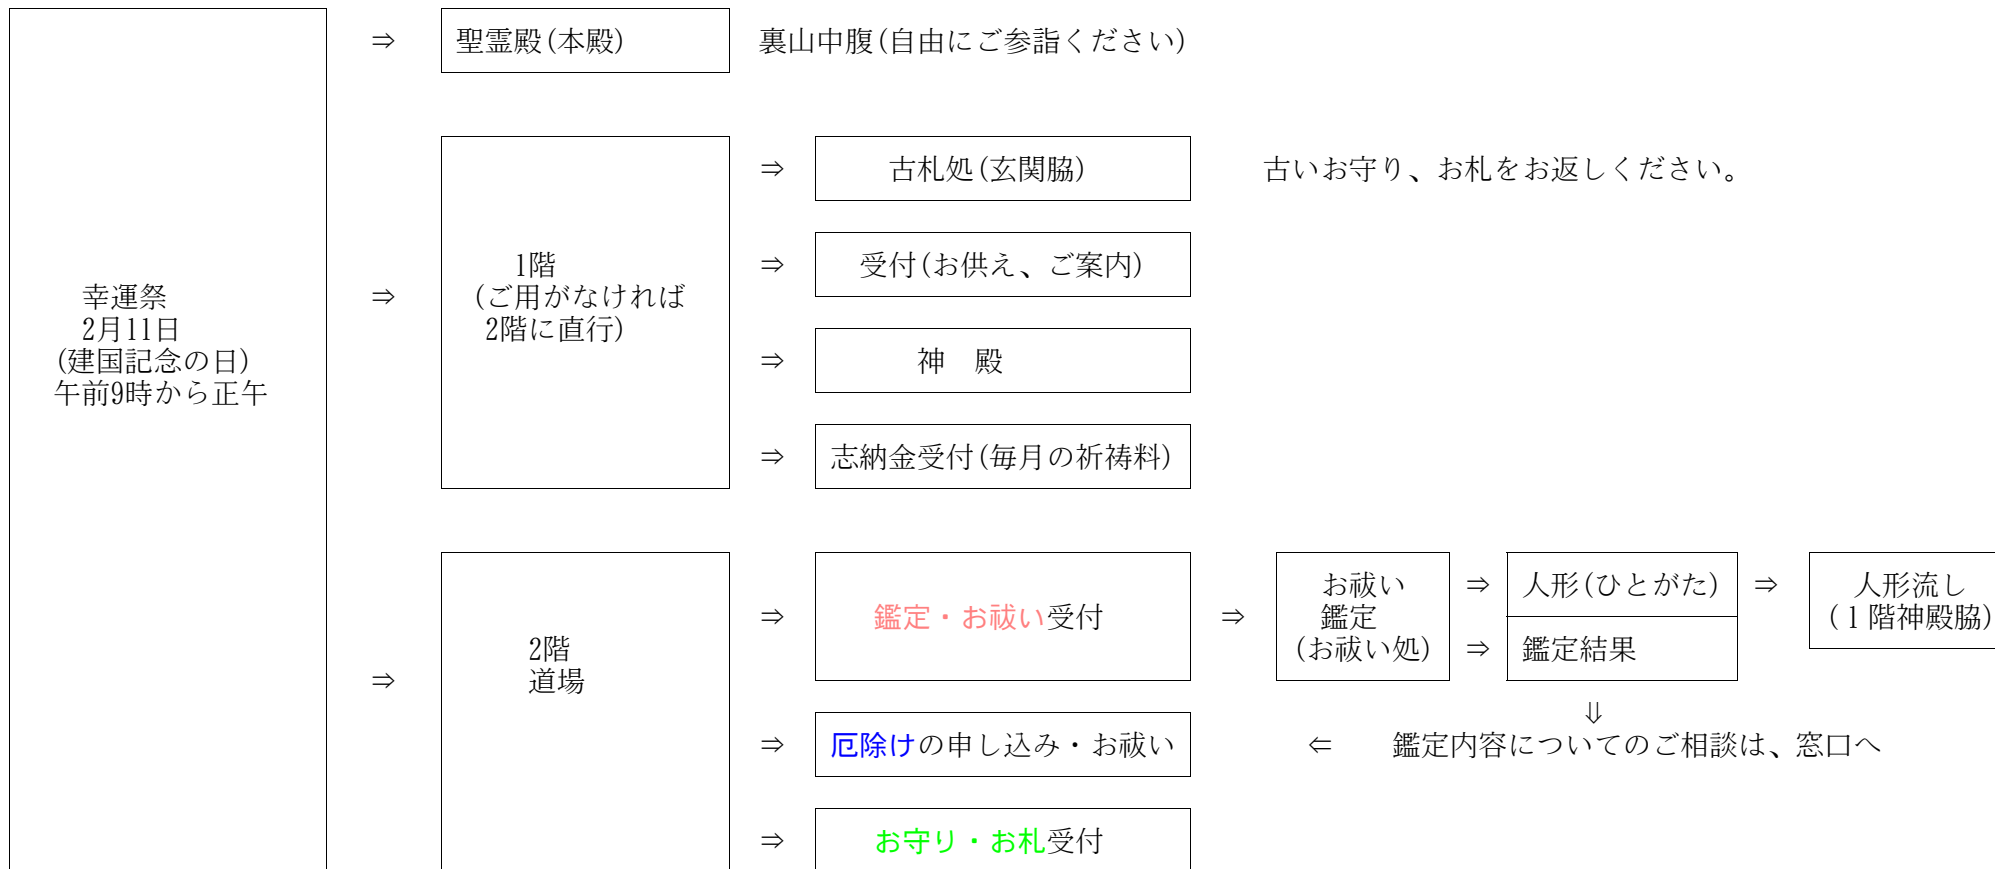 幸運祭
2月11日
(建国記念の日)
午前9時から正午
⇒
聖霊殿(本殿)
裏山中腹(自由にご参詣ください)
⇒
1階
(ご用がなければ
2階に直行)
⇒
古札処(玄関脇)
古いお守り、お札をお返しください。
⇒
受付(お供え、ご案内)
⇒
神　殿
⇒
志納金受付(毎月の祈祷料)
⇒
2階
道場
⇒
鑑定・お祓い受付
⇒
お祓い
鑑定
(お祓い処)
⇒
人形(ひとがた)
⇒
人形流し
(１階神殿脇)
⇒
鑑定結果
⇓
⇒
厄除けの申し込み・お祓い
⇐
鑑定内容についてのご相談は、窓口へ
⇒
お守り・お札受付